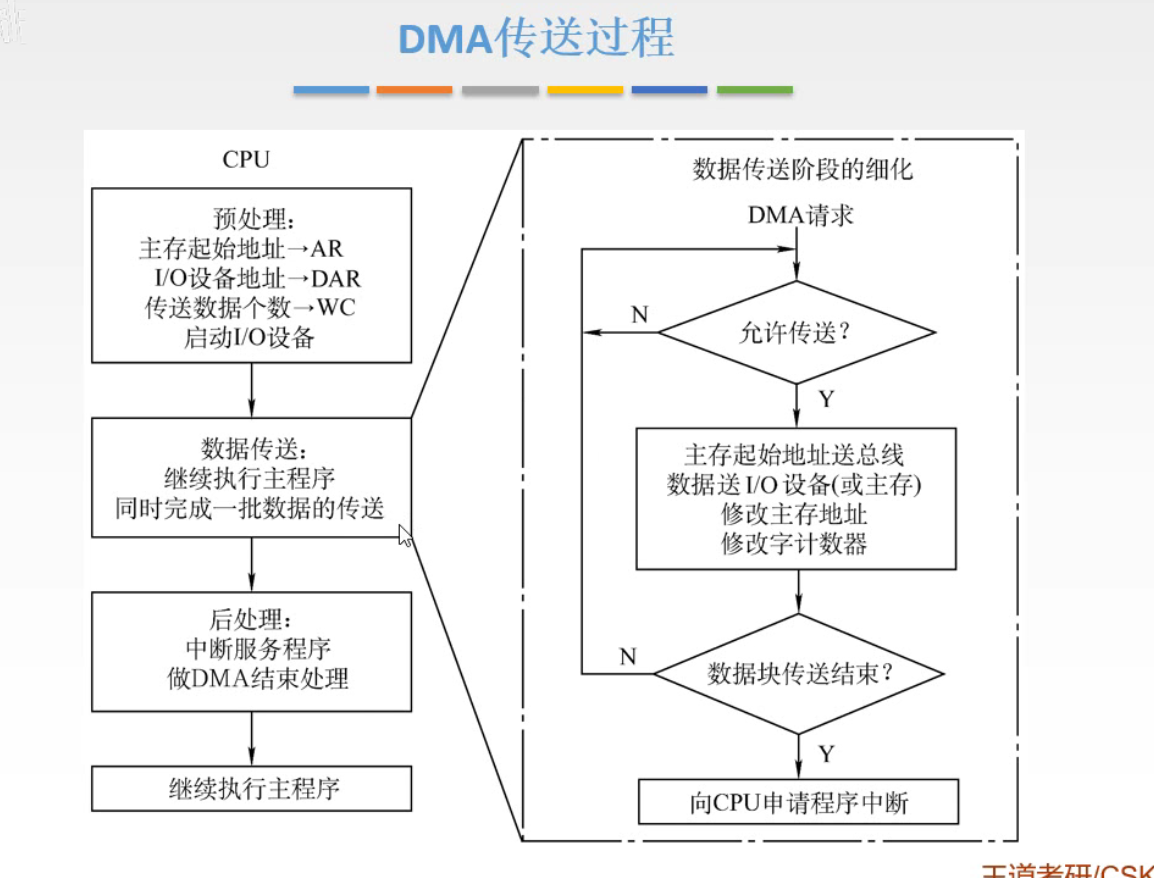 DMA传送过程
CPU
预处理：
主存起始地址→AR
I/O设备地址→DAR
传送数据个数→WC
启动I/O设备
数据传送：
继续执行主程序
同时完成一批数据的传送
后处理：
中断服务程序
做DMA结束处理
继续执行主程序
数据传送阶段的细化
DMA请求
允许传送？
N
Y
主存起始地址送总线
数据送I/O设备(或主存)
修改主存地址
修改字计数器
数据块传送结束？
N
Y
向CPU申请程序中断
王道考研/CSK